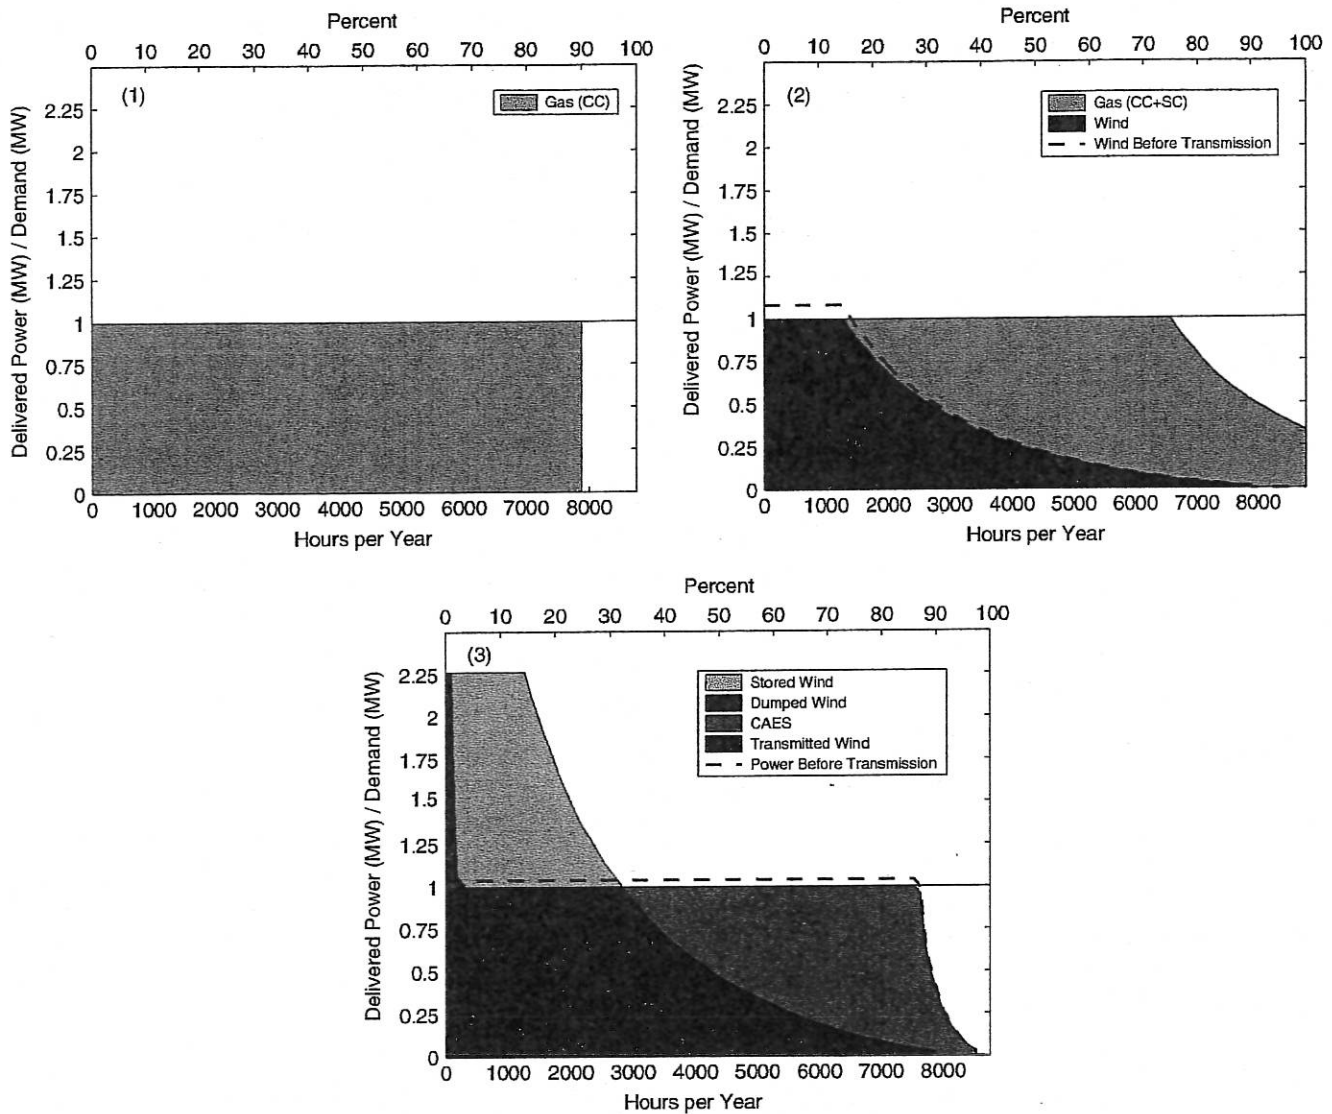 Percent
0 10 20 30 40 50 60 70 80 90 100
(1)
Gas (CC)
Delivered Power (MW) / Demand (MW)
2.25
2
1.75
1.5
1.25
1
0.75
0.5
0.25
0
0 1000 2000 3000 4000 5000 6000 7000 8000
Hours per Year
Percent
0 10 20 30 40 50 60 70 80 90 100
(2)
Gas (CC+SC)
Wind
Wind Before Transmission
Delivered Power (MW) / Demand (MW)
2.25
2
1.75
1.5
1.25
1
0.75
0.5
0.25
0
0 1000 2000 3000 4000 5000 6000 7000 8000
Hours per Year
Percent
0 10 20 30 40 50 60 70 80 90 100
(3)
Stored Wind
Dumped Wind
CAES
Transmitted Wind
Power Before Transmission
Delivered Power (MW) / Demand (MW)
2.25
2
1.75
1.5
1.25
1
0.75
0.5
0.25
0
0 1000 2000 3000 4000 5000 6000 7000 8000
Hours per Year